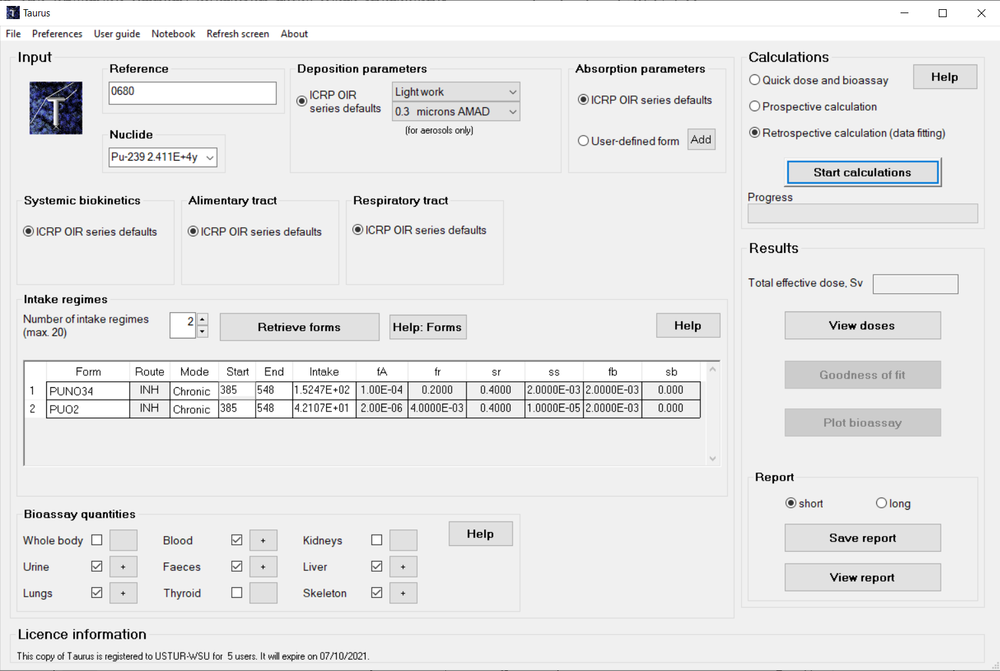 Taurus
File Preferences User guide Notebook Refresh screen About
Input
Reference
0680
Nuclide
Pu-239 2.411E+4y
Deposition parameters
ICRP OIR
series defaults
Light work
0.3 microns AMAD
(for aerosols only)
Absorption parameters
ICRP OIR series defaults
User-defined form Add
Systemic biokinetics
ICRP OIR series defaults
Alimentary tract
ICRP OIR series defaults
Respiratory tract
ICRP OIR series defaults
Intake regimes
Number of intake regimes
(max. 20)
2
Retrieve forms
Help: Forms
Help
Form Route Mode Start End Intake fA fr sr ss fb sb
1 PUNO34 INH Chronic 385 548 1.5247E+02 1.00E-04 0.2000 0.4000 2.0000E-03 2.0000E-03 0.000
2 PUO2 INH Chronic 385 548 4.2107E+01 2.00E-06 4.0000E-03 0.4000 1.0000E-05 2.0000E-03 0.000
Bioassay quantities
Help
Whole body Blood + Kidneys
Urine + Faeces + Liver +
Lungs + Thyroid Skeleton +
Calculations
Help
Quick dose and bioassay
Prospective calculation
Retrospective calculation (data fitting)
Start calculations
Progress
Results
Total effective dose, Sv
View doses
Goodness of fit
Plot bioassay
Report
short long
Save report
View report
Licence information
This copy of Taurus is registered to USTUR-WSU for 5 users. It will expire on 07/10/2021.